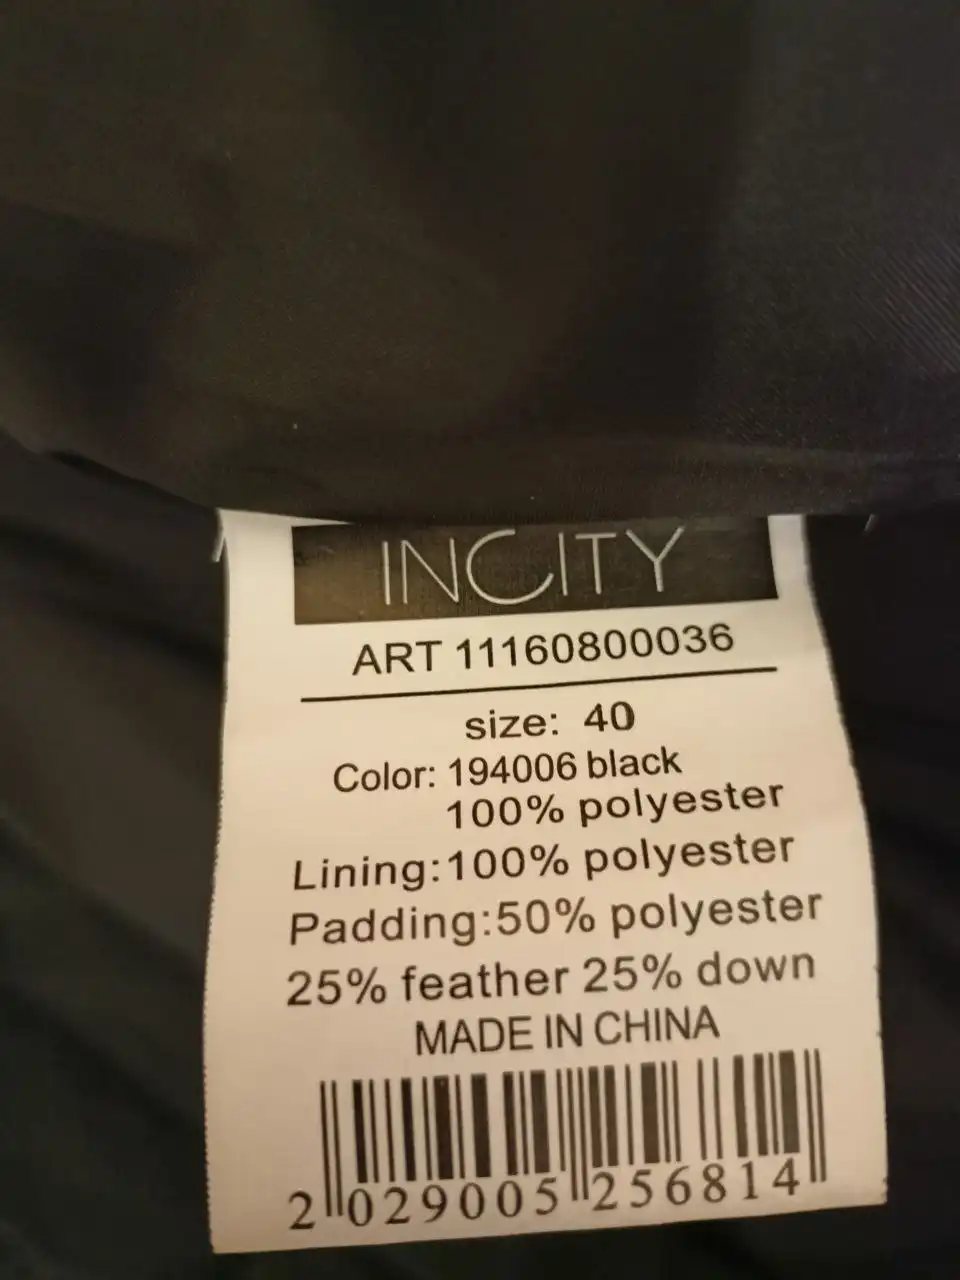 INCITY
ART 11160800036
size: 40
Color: 194006 black
100% polyester
Lining:100% polyester
Padding:50% polyester
25% feather 25% down
MADE IN CHINA
2 029005 256814